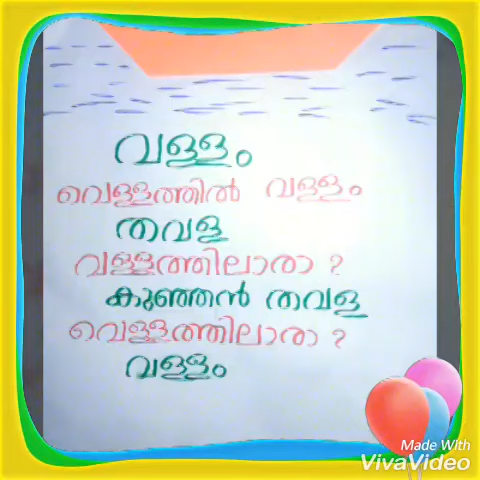 വള്ളം
വെള്ളത്തിൽ വള്ളം
തവള
വള്ളത്തിലാരാ ?
കുഞ്ഞൻ തവള
വെള്ളത്തിലാരാ ?
വള്ളം
Made With
VivaVideo